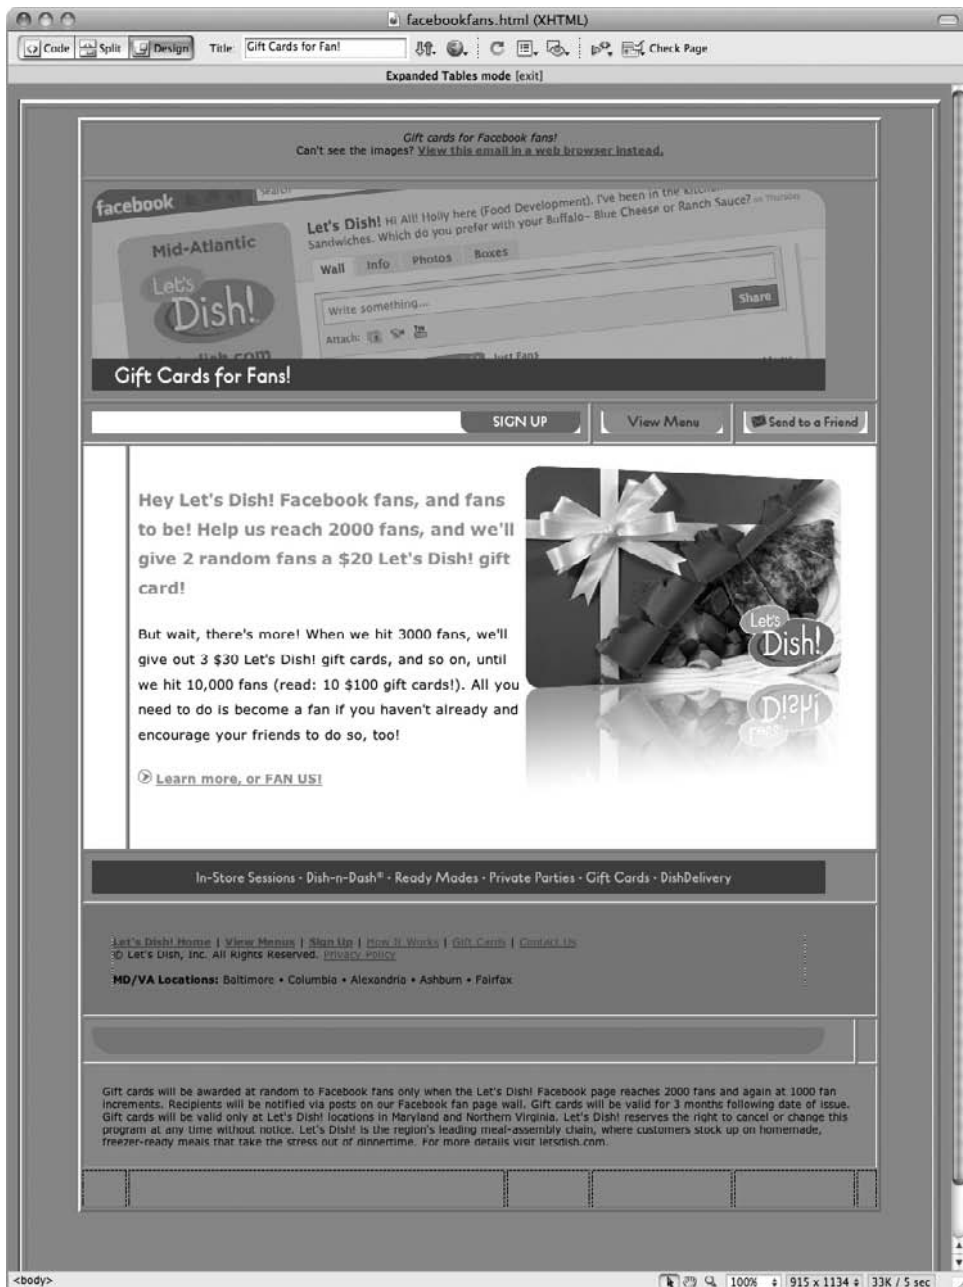 facebookfans.html (XHTML)
Code Split Design Title: Gift Cards for Fan! Check Page
Expanded Tables mode [exit]
Gift cards for Facebook fans!
Can't see the images? View this email in a web browser instead.
facebook
Search
Let's Dish! Hi All! Holly here (Food Development). I've been in the kitchen
Sandwiches. Which do you prefer with your Buffalo- Blue Cheese or Ranch Sauce? on Thursday
Mid-Atlantic
Let's
Dish!
Wall Info Photos Boxes
Write something...
Share
Attach:
Just Fans
Gift Cards for Fans!
SIGN UP View Menu Send to a Friend
Hey Let's Dish! Facebook fans, and fans
to be! Help us reach 2000 fans, and we'll
give 2 random fans a $20 Let's Dish! gift
card!
But wait, there's more! When we hit 3000 fans, we'll
give out 3 $30 Let's Dish! gift cards, and so on, until
we hit 10,000 fans (read: 10 $100 gift cards!). All you
need to do is become a fan if you haven't already and
encourage your friends to do so, too!
Learn more, or FAN US!
Let's
Dish!
Dish!
Let's
In-Store Sessions • Dish-n-Dash® • Ready Mades • Private Parties • Gift Cards • DishDelivery
Let's Dish! Home | View Menus | Sign Up | How It Works | Gift Cards | Contact Us
© Let's Dish, Inc. All Rights Reserved. Privacy Policy
MD/VA Locations: Baltimore • Columbia • Alexandria • Ashburn • Fairfax
Gift cards will be awarded at random to Facebook fans only when the Let's Dish! Facebook page reaches 2000 fans and again at 1000 fan
increments. Recipients will be notified via posts on our Facebook fan page wall. Gift cards will be valid for 3 months following date of issue.
Gift cards will be valid only at Let's Dish! locations in Maryland and Northern Virginia. Let's Dish! reserves the right to cancel or change this
program at any time without notice. Let's Dish! is the region's leading meal-assembly chain, where customers stock up on homemade,
freezer-ready meals that take the stress out of dinnertime. For more details visit letsdish.com.
<body> 100% 915 x 1134 33K / 5 sec